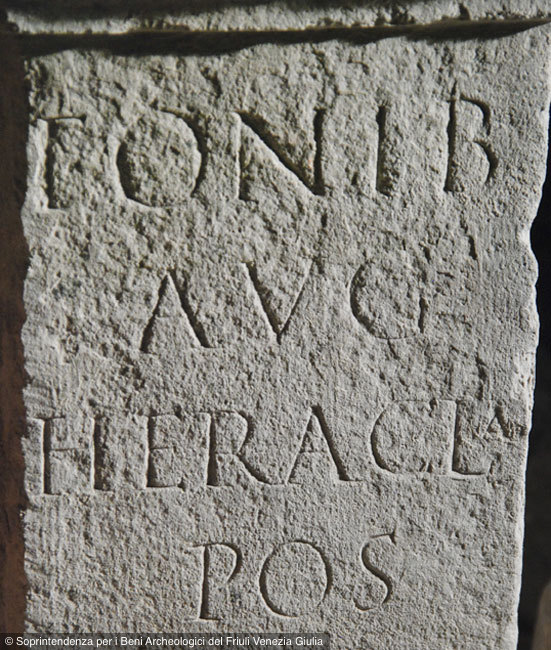 FONIB
AVG
HERACLA
POS
© Soprintendenza per i Beni Archeologici del Friuli Venezia Giulia